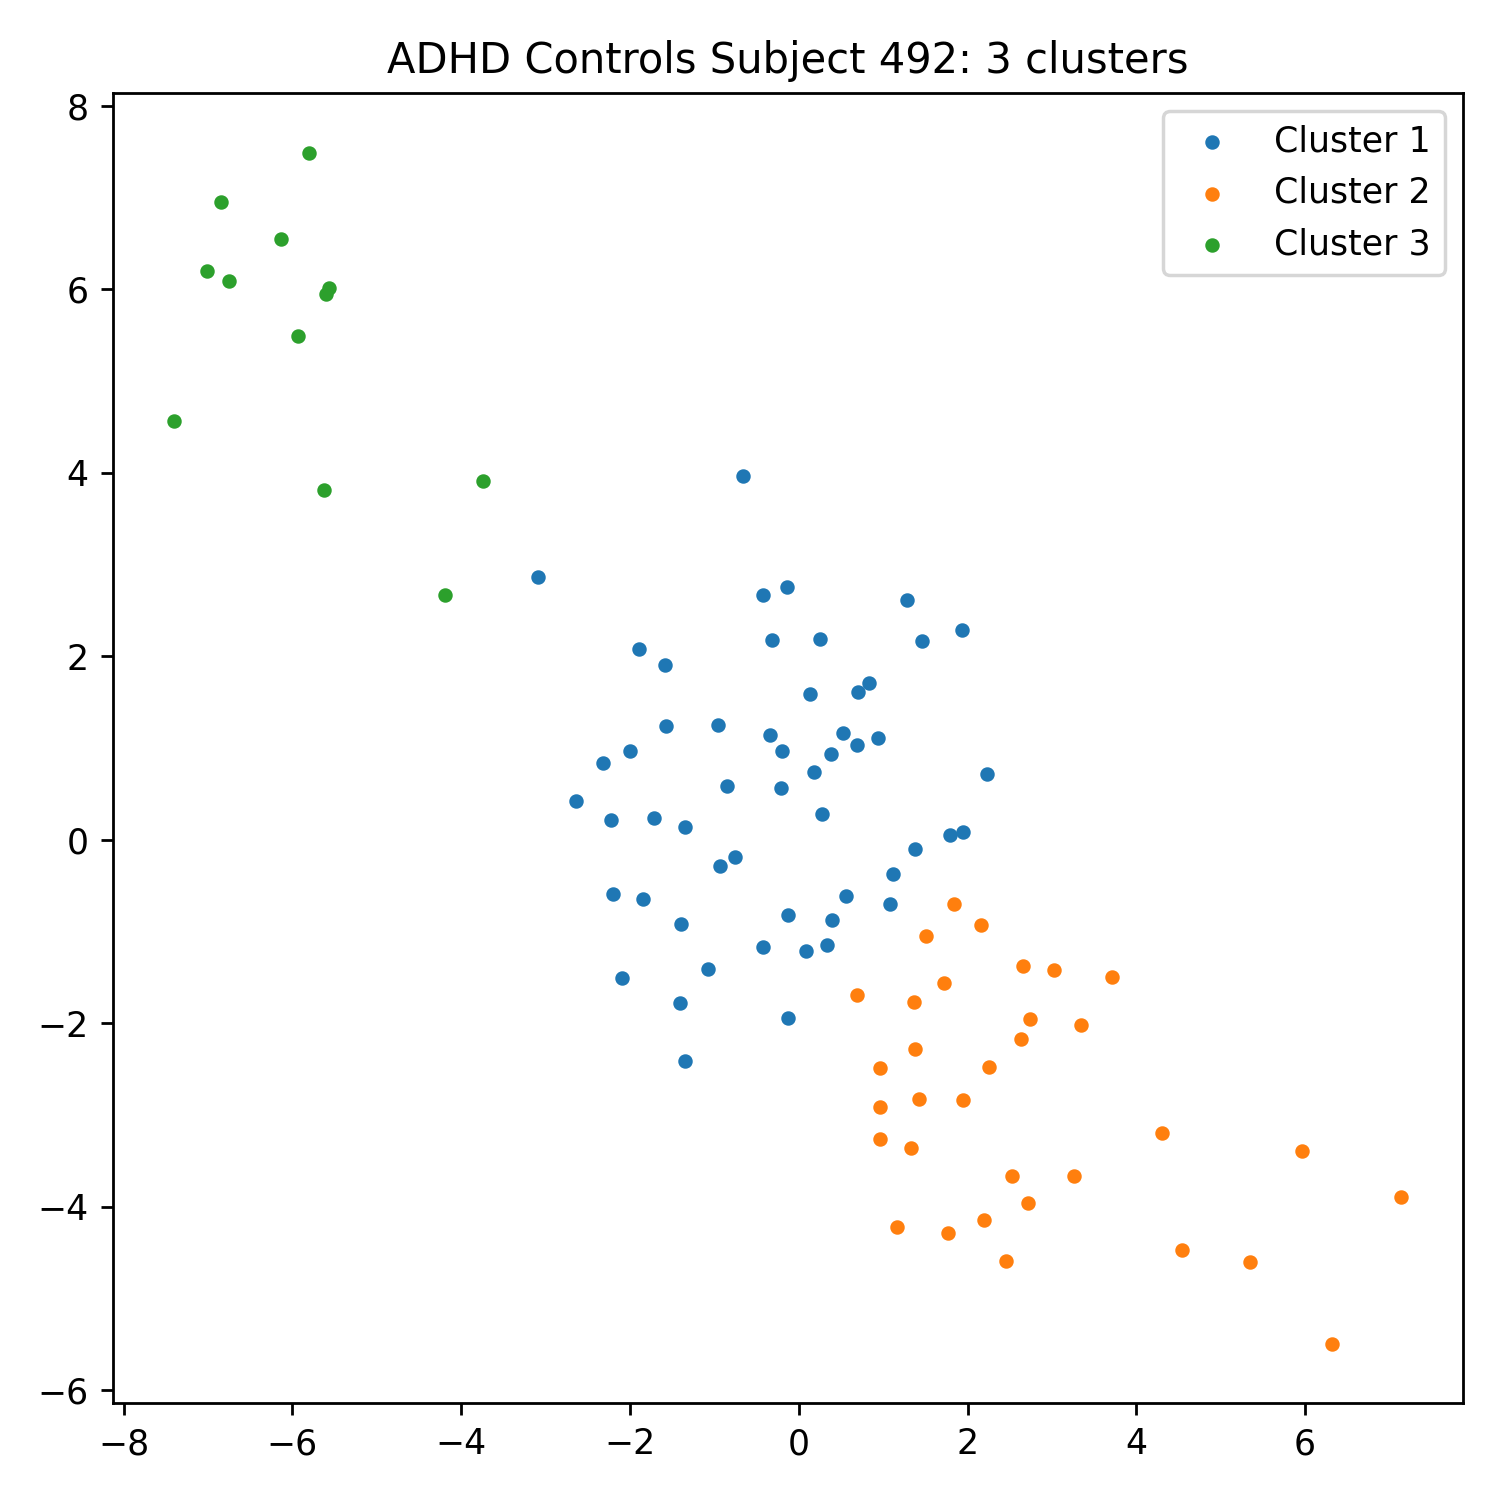 ADHD Controls Subject 492: 3 clusters
Cluster 1
Cluster 2
Cluster 3
8
6
4
2
0
−2
−4
−6
−8 −6 −4 −2 0 2 4 6